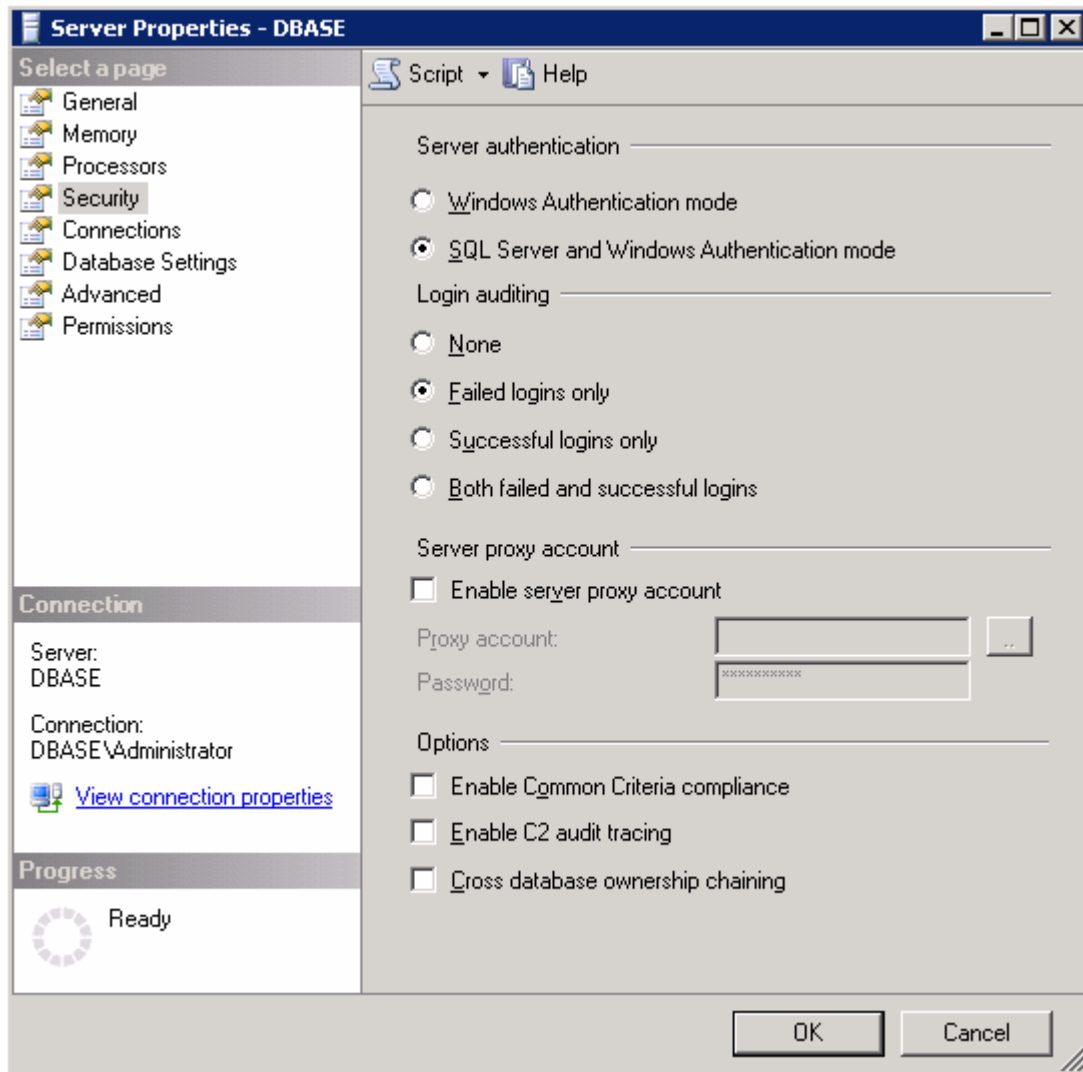 Server Properties - DBASE
Select a page
General
Memory
Processors
Security
Connections
Database Settings
Advanced
Permissions
Connection
Server:
DBASE
Connection:
DBASE\Administrator
View connection properties
Progress
Ready
Script
Help
Server authentication
Windows Authentication mode
SQL Server and Windows Authentication mode
Login auditing
None
Failed logins only
Successful logins only
Both failed and successful logins
Server proxy account
Enable server proxy account
Proxy account:
..
Password:
**********
Options
Enable Common Criteria compliance
Enable C2 audit tracing
Cross database ownership chaining
OK
Cancel